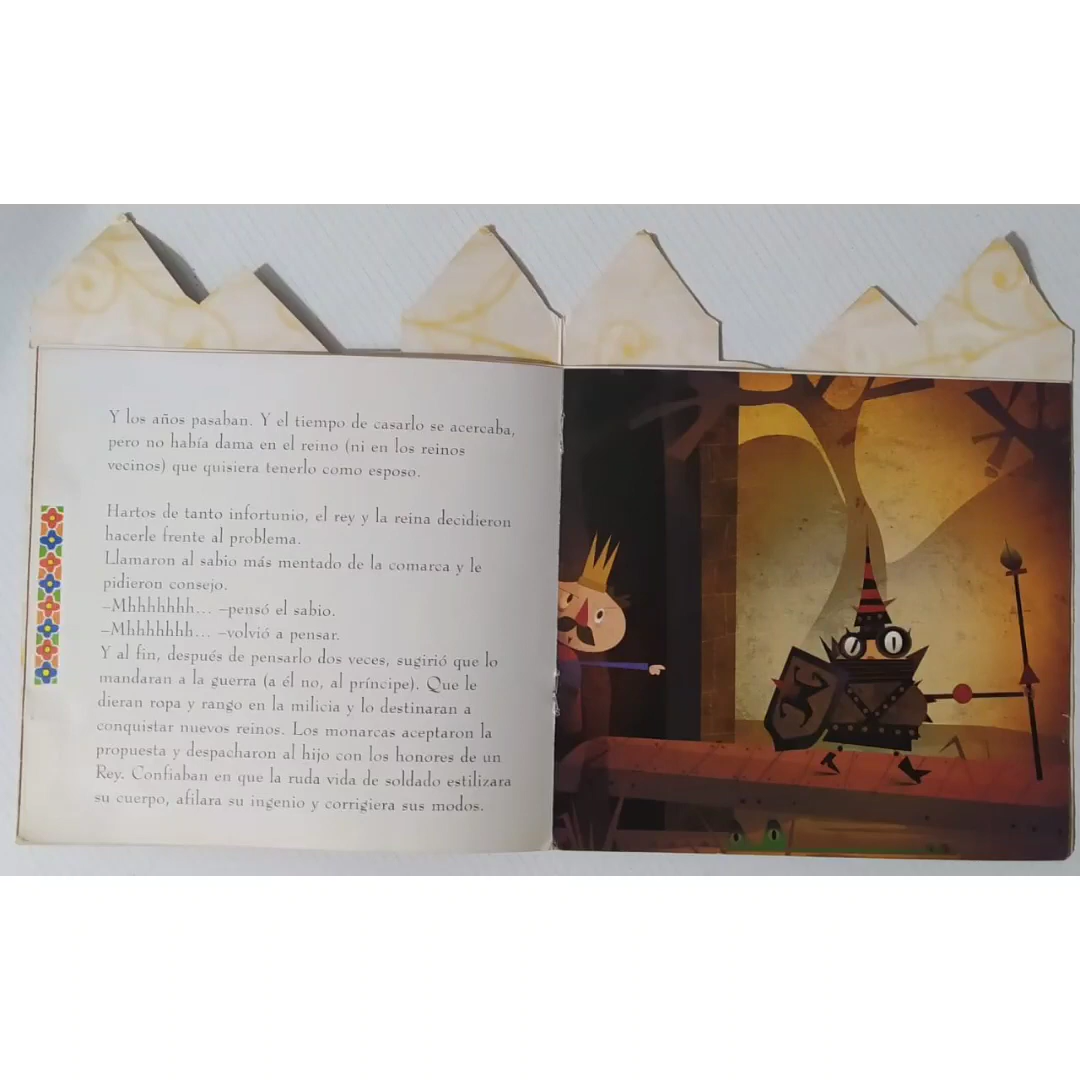 Y los años pasaban. Y el tiempo de casarlo se acercaba,
pero no había dama en el reino (ni en los reinos
vecinos) que quisiera tenerlo como esposo.
Hartos de tanto infortunio, el rey y la reina decidieron
hacerle frente al problema.
Llamaron al sabio más mentado de la comarca y le
pidieron consejo.
–Mhhhhhhh... –pensó el sabio.
–Mhhhhhhh... –volvió a pensar.
Y al fin, después de pensarlo dos veces, sugirió que lo
mandaran a la guerra (a él no, al príncipe). Que le
dieran ropa y rango en la milicia y lo destinaran a
conquistar nuevos reinos. Los monarcas aceptaron la
propuesta y despacharon al hijo con los honores de un
Rey. Confiaban en que la ruda vida de soldado estilizara
su cuerpo, afilara su ingenio y corrigiera sus modos.